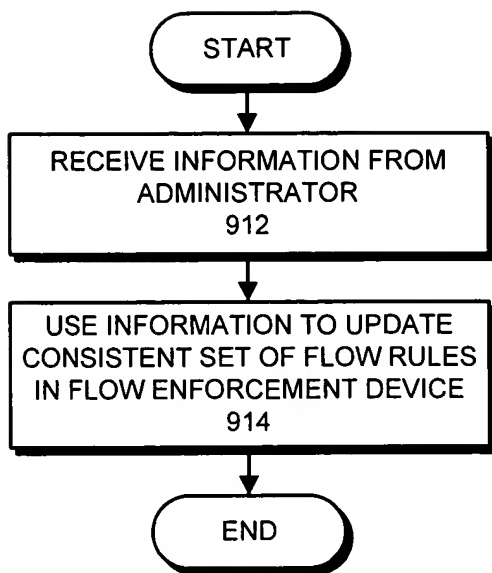 START
RECEIVE INFORMATION FROM
ADMINISTRATOR
912
USE INFORMATION TO UPDATE
CONSISTENT SET OF FLOW RULES
IN FLOW ENFORCEMENT DEVICE
914
END